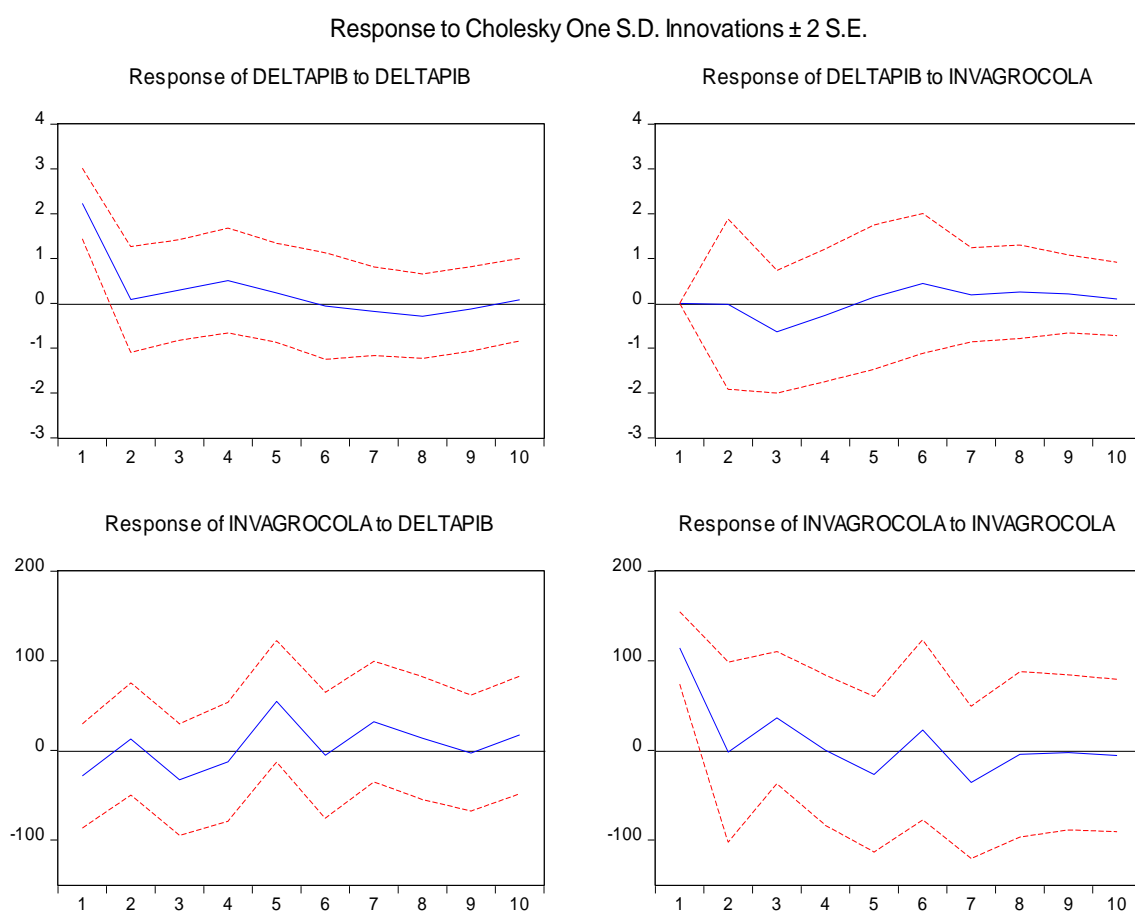 Response to Cholesky One S.D. Innovations ± 2 S.E.
Response of DELTAPIB to DELTAPIB
4
3
2
1
0
-1
-2
-3
1 2 3 4 5 6 7 8 9 10
Response of DELTAPIB to INVAGROCOLA
4
3
2
1
0
-1
-2
-3
1 2 3 4 5 6 7 8 9 10
Response of INVAGROCOLA to DELTAPIB
200
100
0
-100
1 2 3 4 5 6 7 8 9 10
Response of INVAGROCOLA to INVAGROCOLA
200
100
0
-100
1 2 3 4 5 6 7 8 9 10